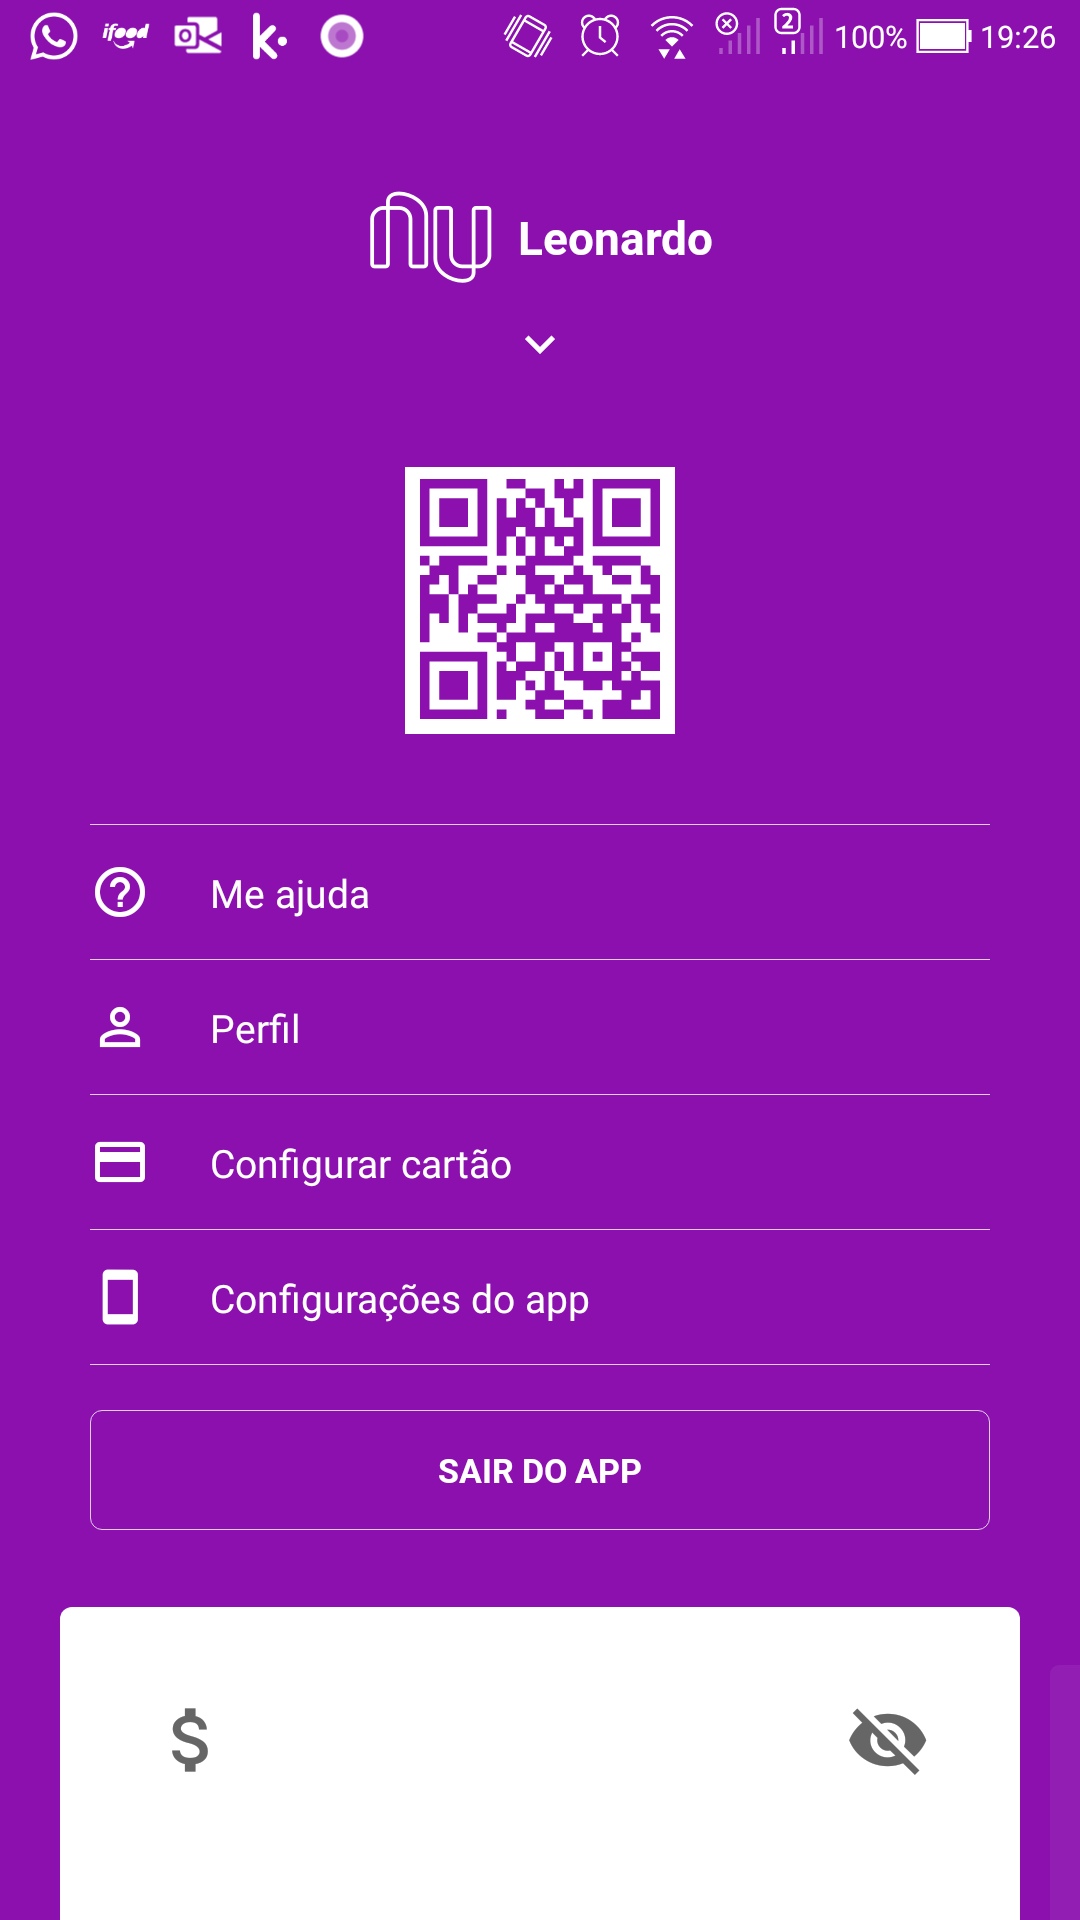 ifood
2
100%
19:26
nu Leonardo
Me ajuda
Perfil
Configurar cartão
Configurações do app
SAIR DO APP
$